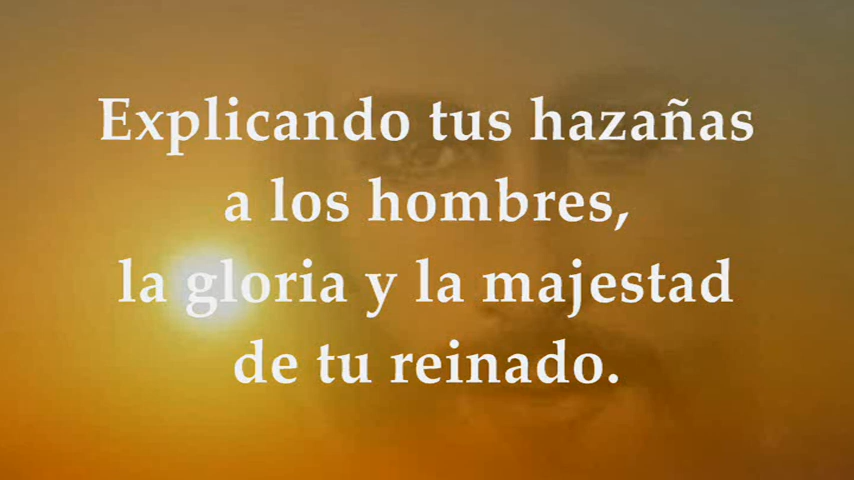 Explicando tus hazañas
a los hombres,
la gloria y la majestad
de tu reinado.